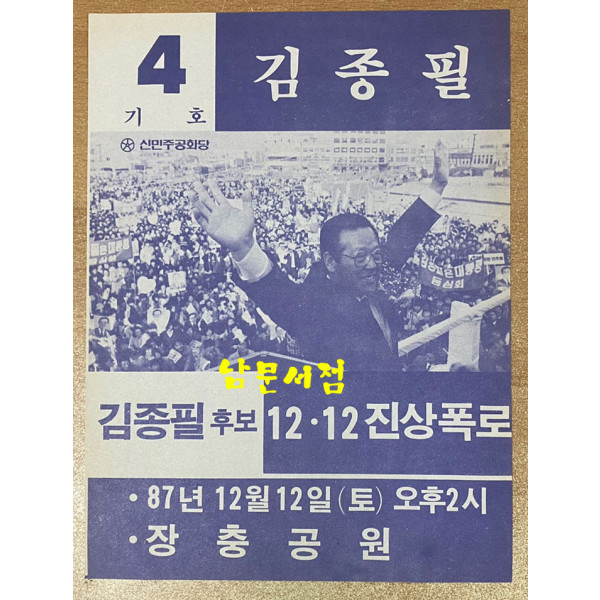 4
기 호
김 종 필
신민주공화당
남문서점
김종필 후보 12·12 진상폭로
· 87년 12월 12일(토) 오후2시
· 장 충 공 원